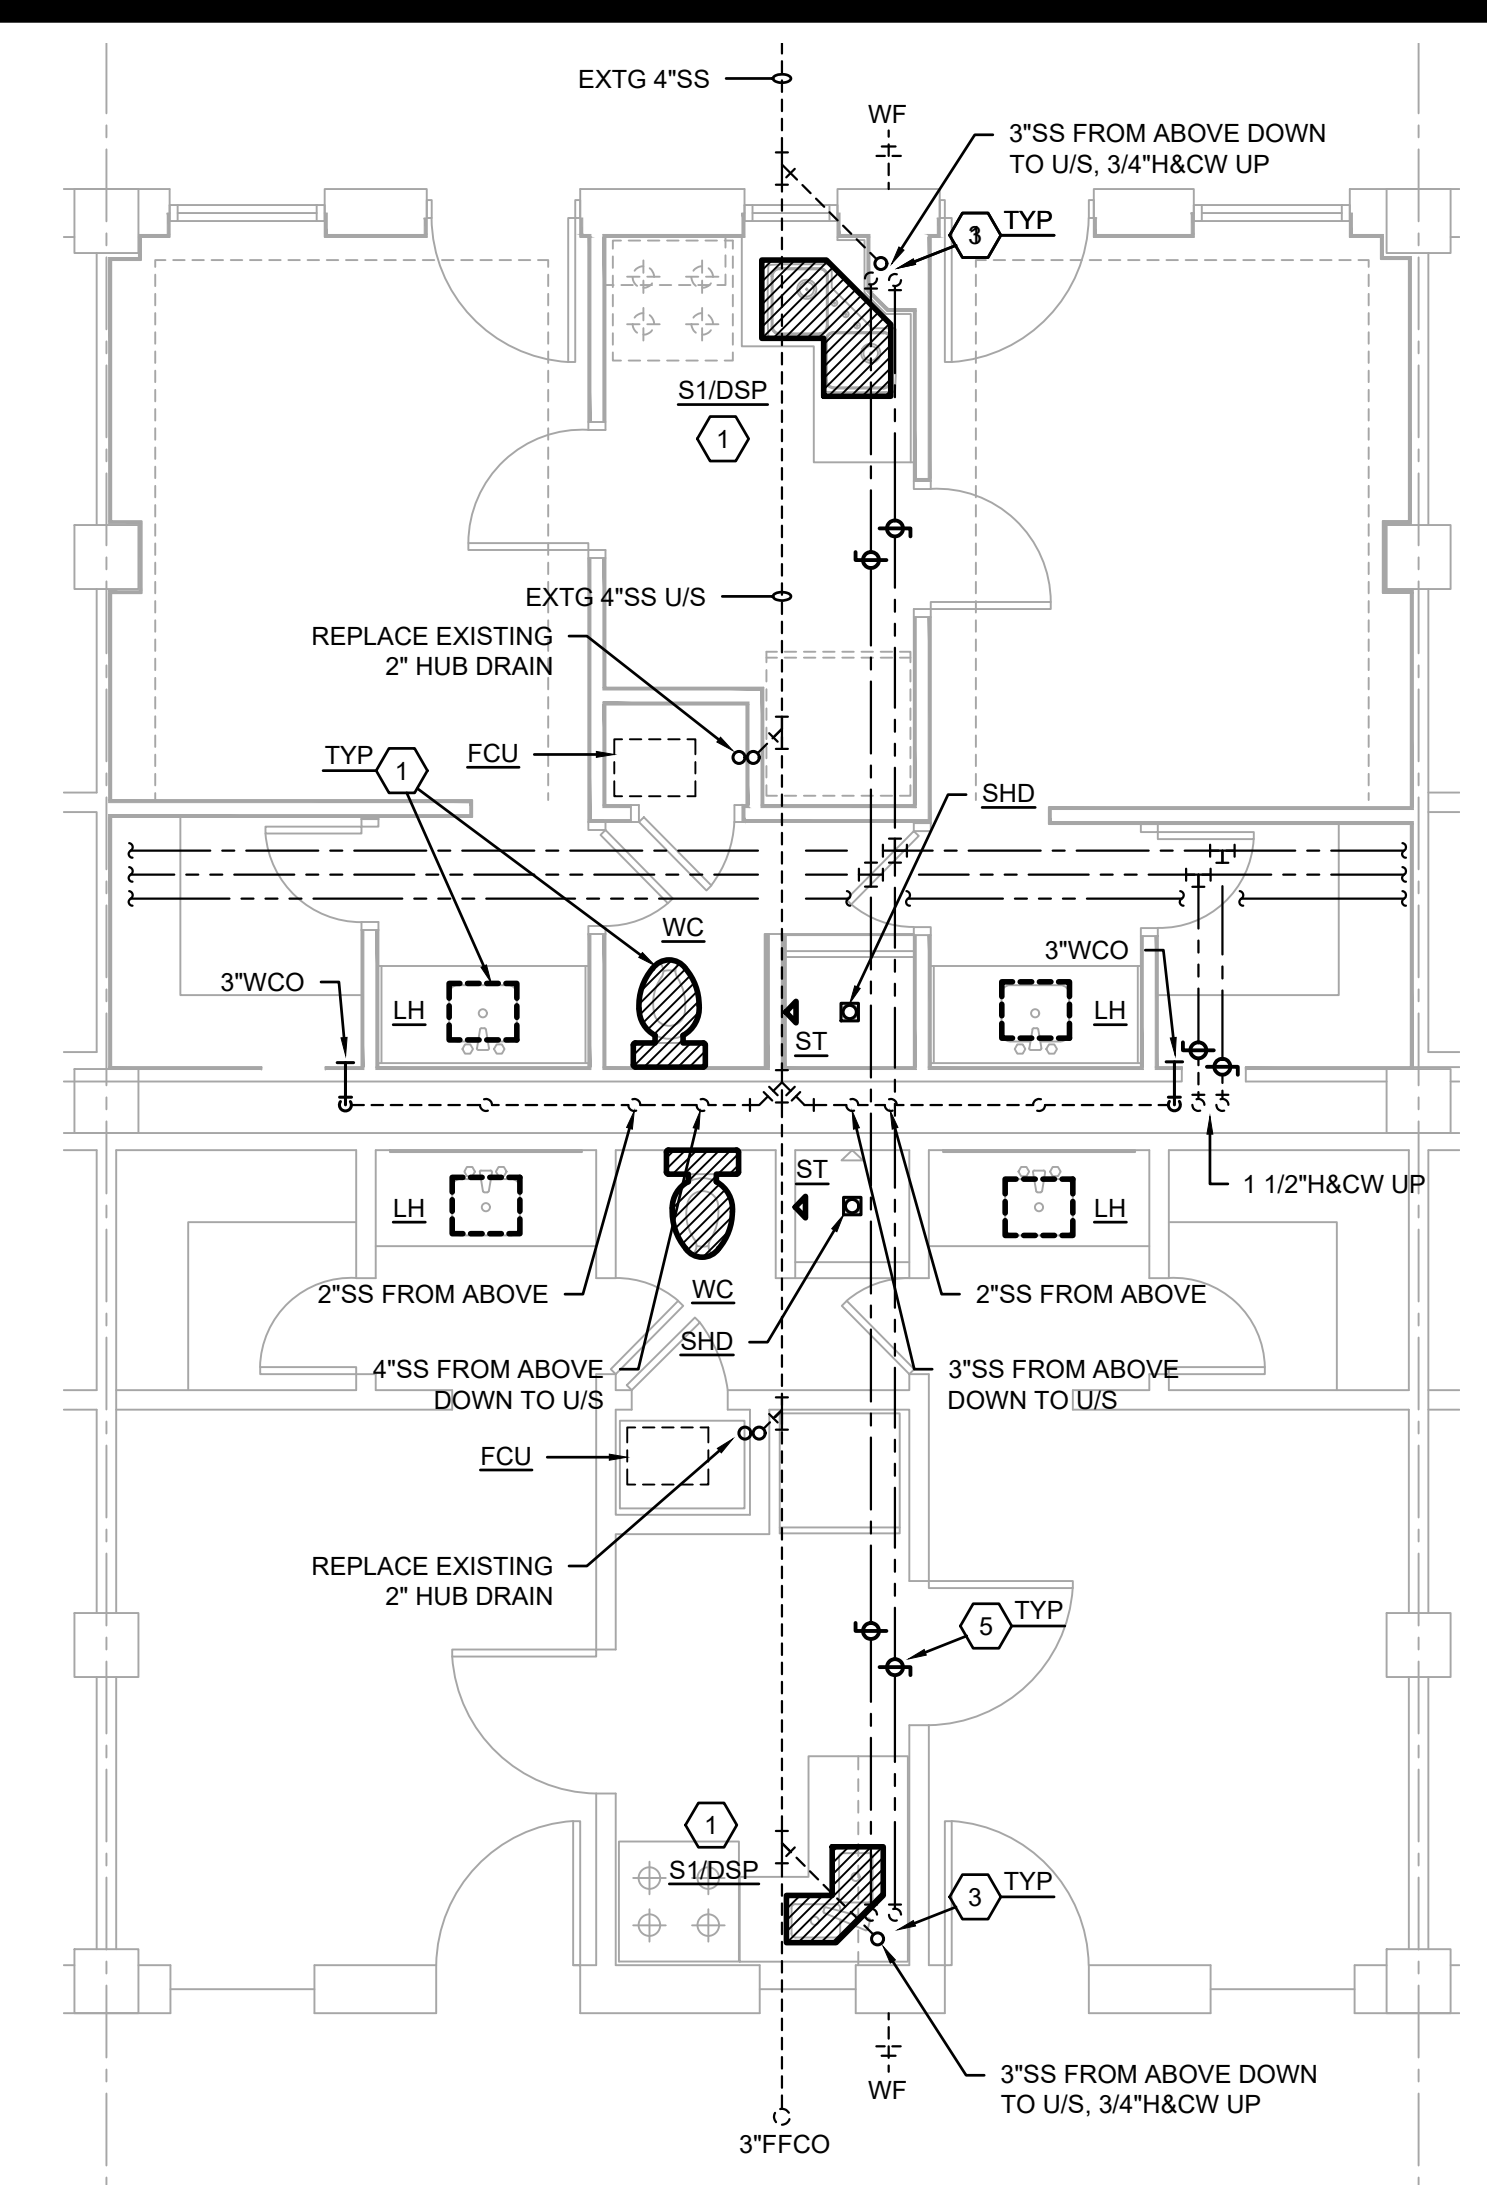 EXTG 4"SS
WF
3"SS FROM ABOVE DOWN
TO U/S, 3/4"H&CW UP
TYP
S1/DSP
1
EXTG 4"SS U/S
REPLACE EXISTING
2" HUB DRAIN
TYP
1
FCU
SHD
WC
3"WCO
3"WCO
LH
LH
ST
1 1/2"H&CW UP
ST
LH
LH
2"SS FROM ABOVE
WC
2"SS FROM ABOVE
SHD
4"SS FROM ABOVE
DOWN TO U/S
3"SS FROM ABOVE
DOWN TO U/S
FCU
REPLACE EXISTING
2" HUB DRAIN
5
TYP
1
S1/DSP
3
TYP
3"SS FROM ABOVE DOWN
TO U/S, 3/4"H&CW UP
WF
3"FFCO